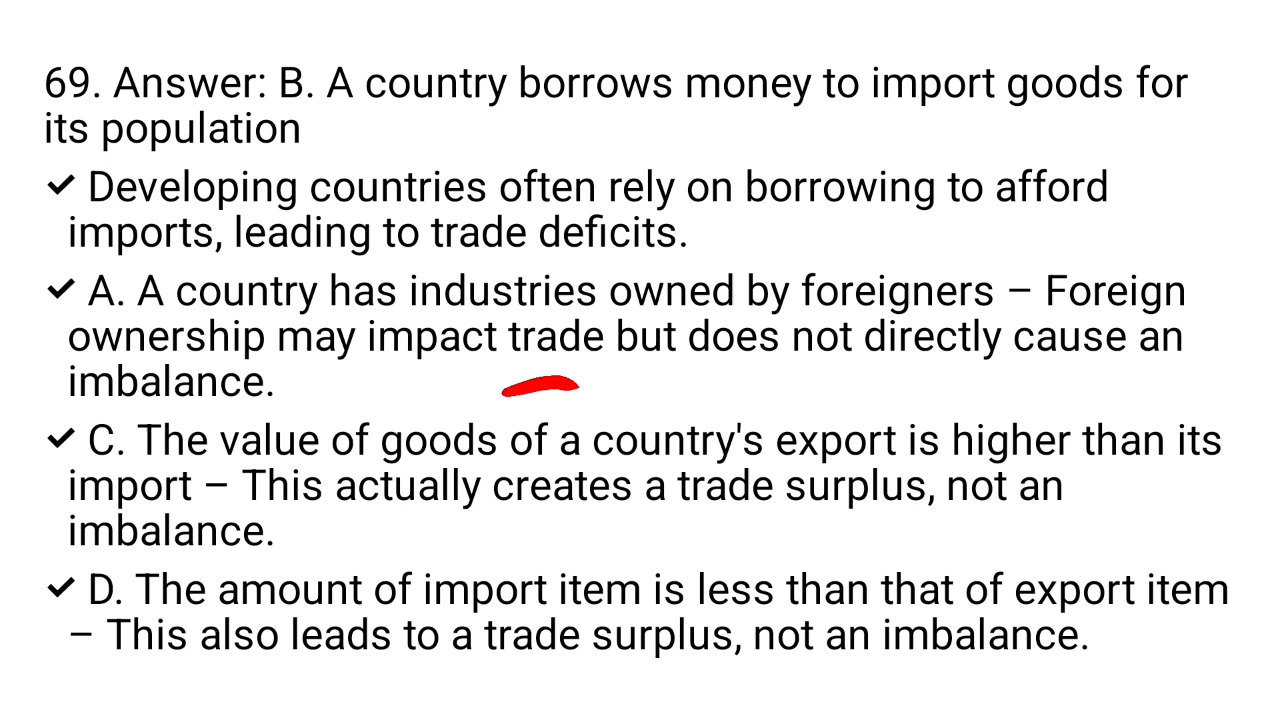 69. Answer: B. A country borrows money to import goods for
its population
✔ Developing countries often rely on borrowing to afford
imports, leading to trade deficits.
✔ A. A country has industries owned by foreigners – Foreign
ownership may impact trade but does not directly cause an
imbalance.
✔ C. The value of goods of a country's export is higher than its
import – This actually creates a trade surplus, not an
imbalance.
✔ D. The amount of import item is less than that of export item
– This also leads to a trade surplus, not an imbalance.